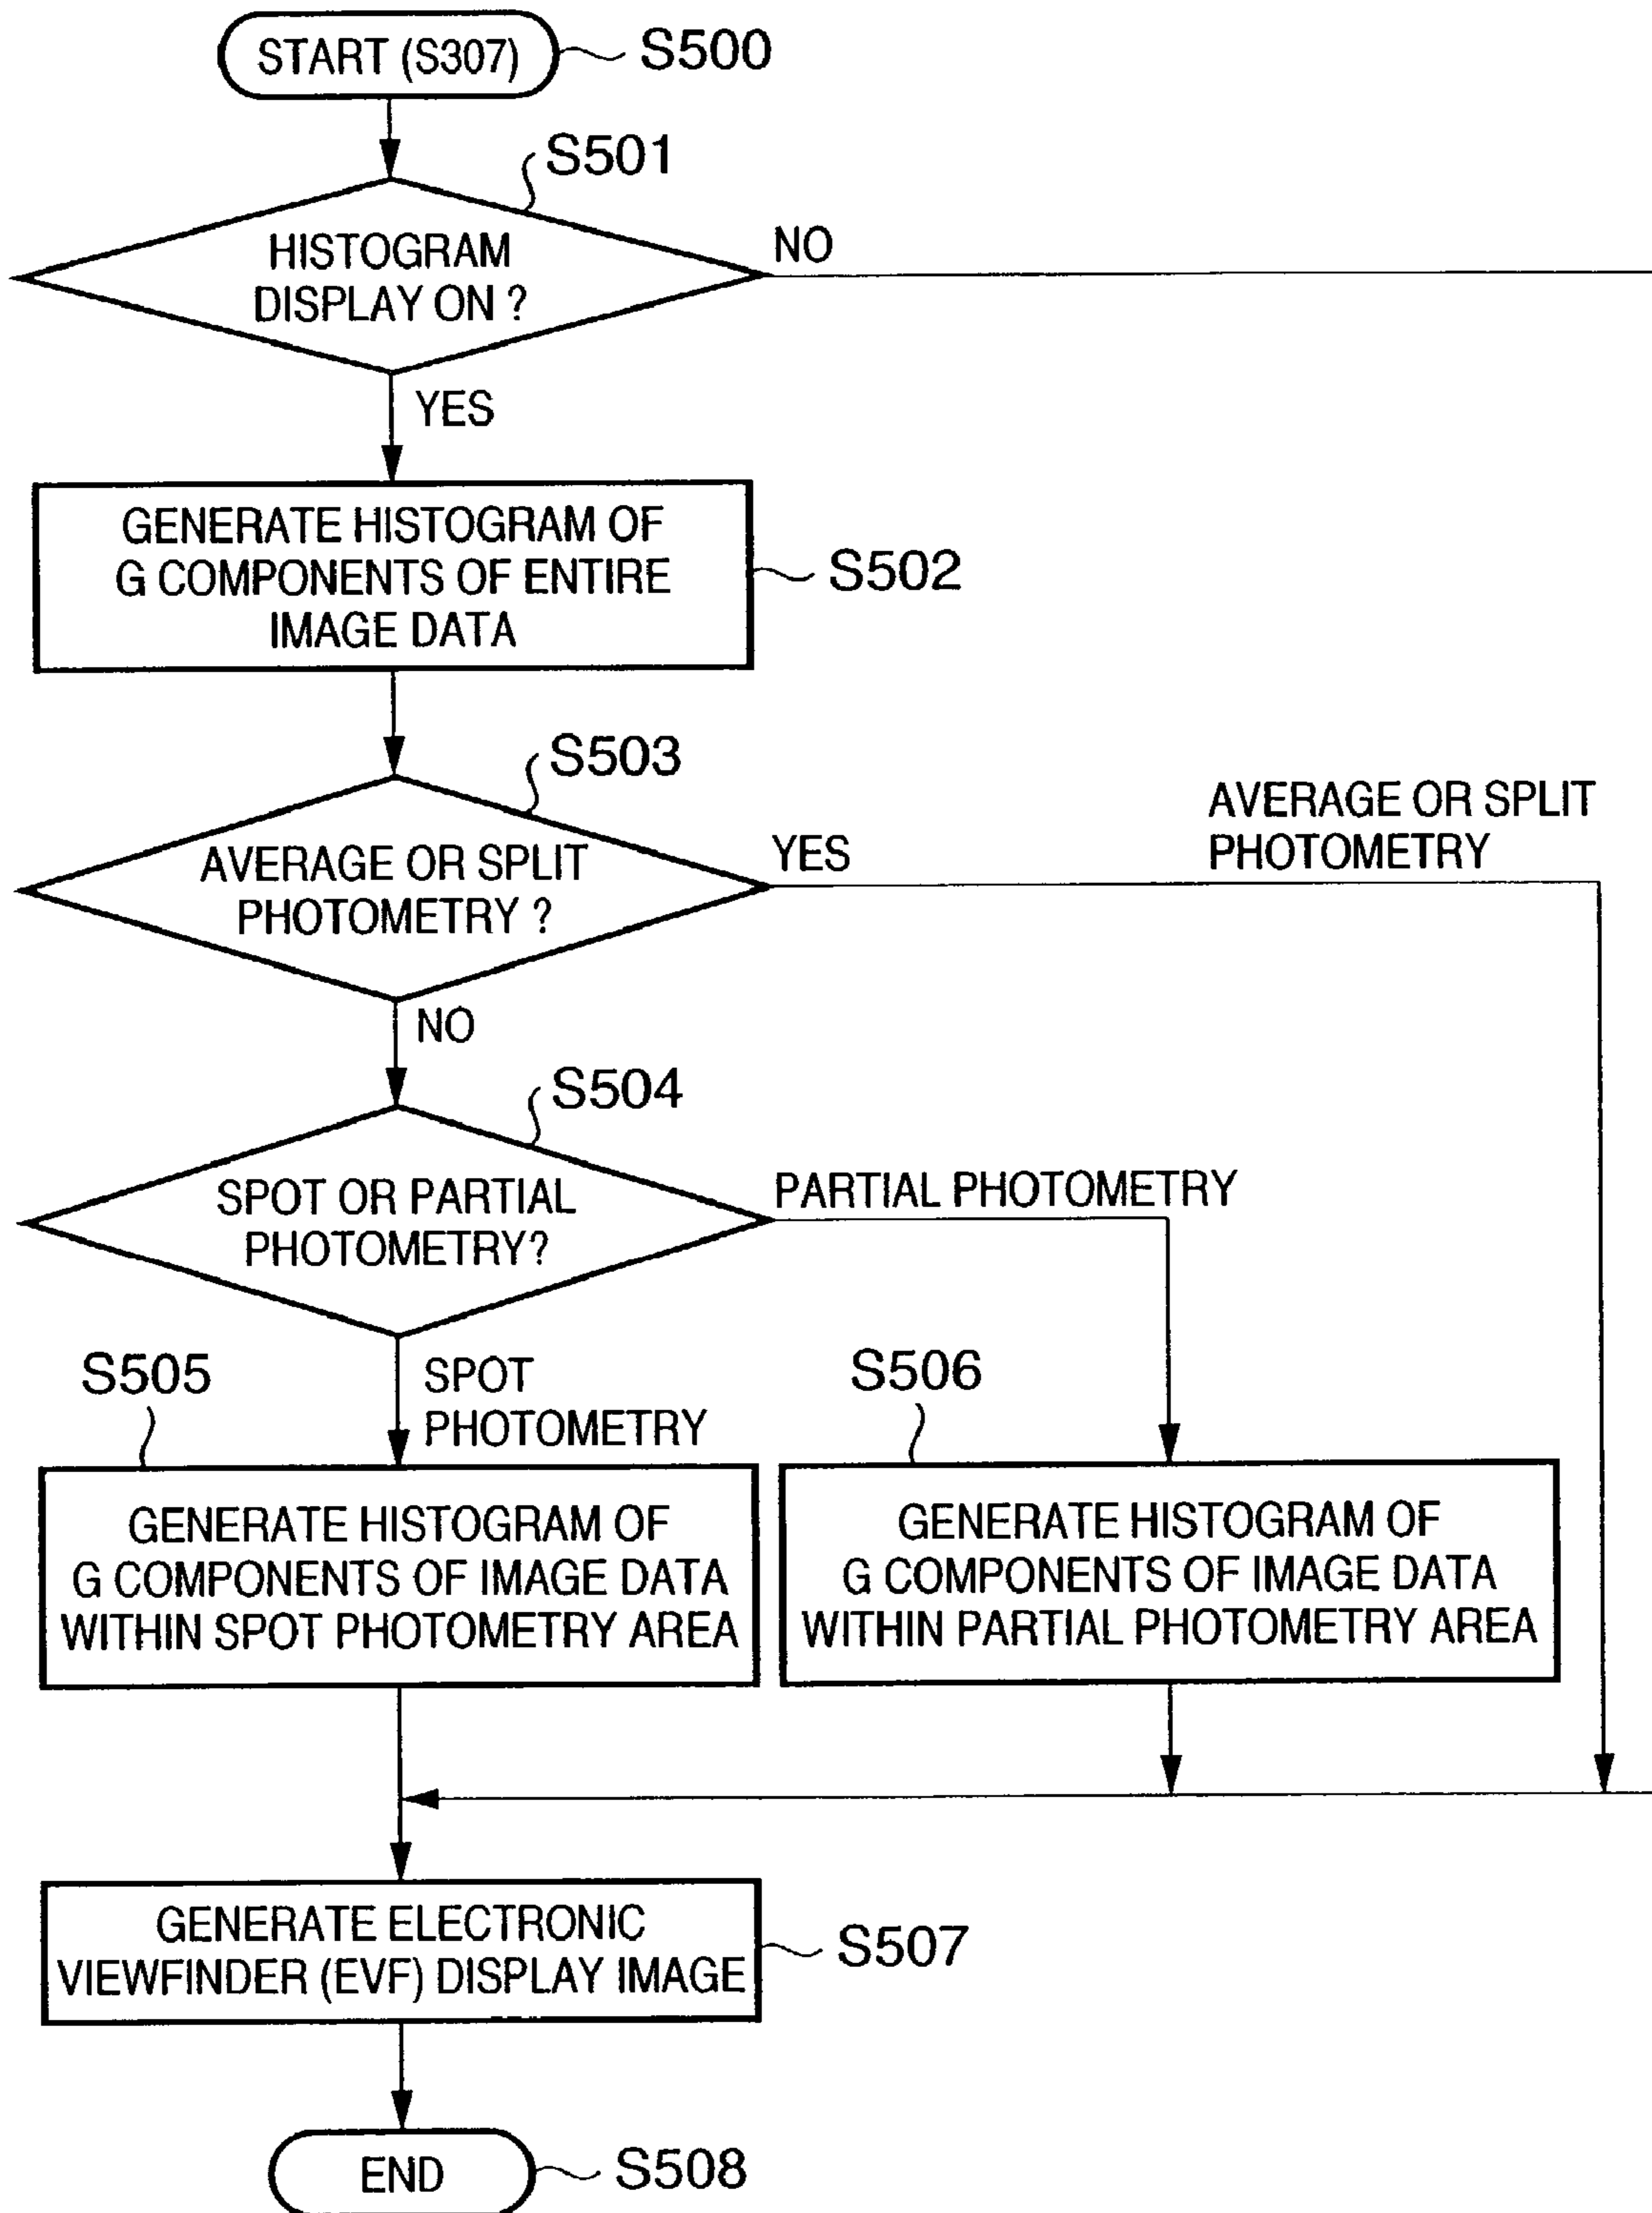 START (S307)
S500
S501
HISTOGRAM
DISPLAY ON ?
NO
YES
GENERATE HISTOGRAM OF
G COMPONENTS OF ENTIRE
IMAGE DATA
S502
S503
AVERAGE OR SPLIT
PHOTOMETRY ?
YES
AVERAGE OR SPLIT
PHOTOMETRY
NO
S504
SPOT OR PARTIAL
PHOTOMETRY?
PARTIAL PHOTOMETRY
SPOT
PHOTOMETRY
S505
GENERATE HISTOGRAM OF
G COMPONENTS OF IMAGE DATA
WITHIN SPOT PHOTOMETRY AREA
S506
GENERATE HISTOGRAM OF
G COMPONENTS OF IMAGE DATA
WITHIN PARTIAL PHOTOMETRY AREA
GENERATE ELECTRONIC
VIEWFINDER (EVF) DISPLAY IMAGE
S507
END
S508